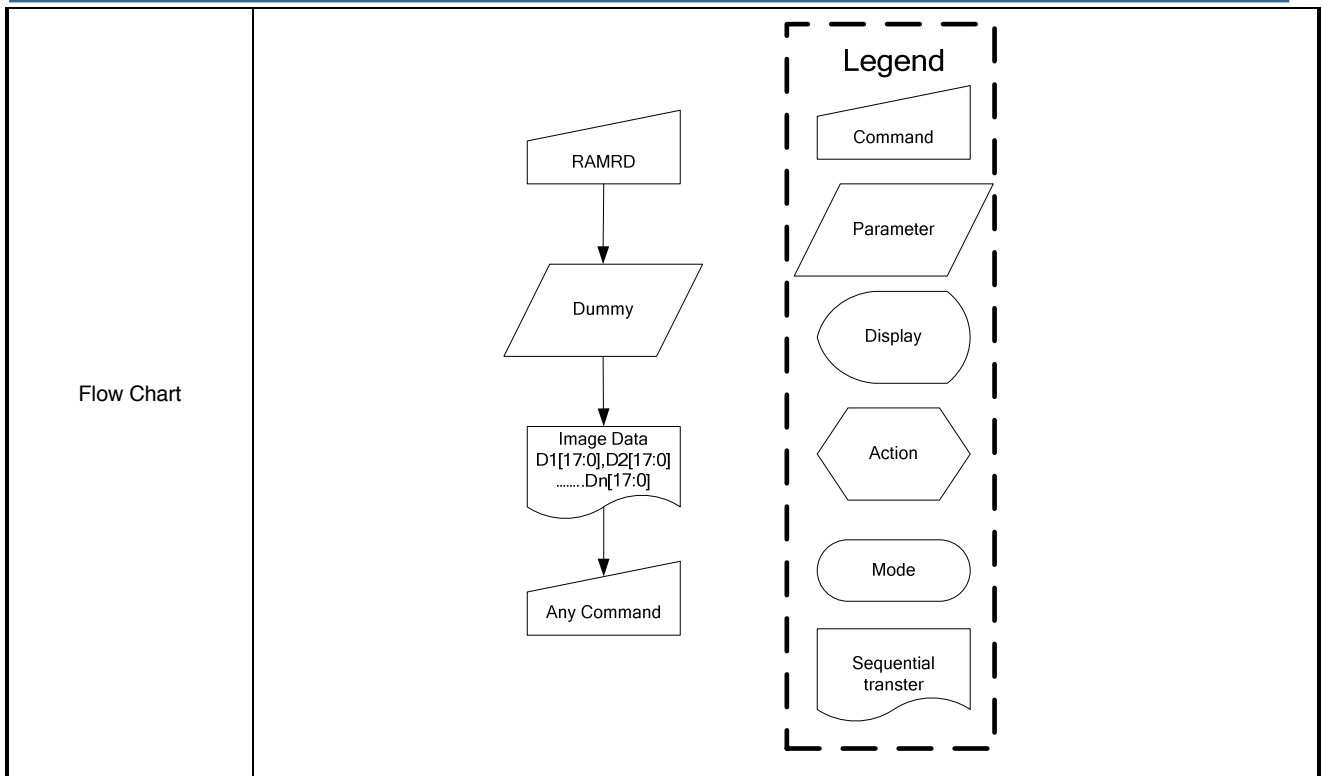 Flow Chart
RAMRD
Dummy
Image Data
D1[17:0],D2[17:0]
........Dn[17:0]
Any Command
Legend
Command
Parameter
Display
Action
Mode
Sequential
transter